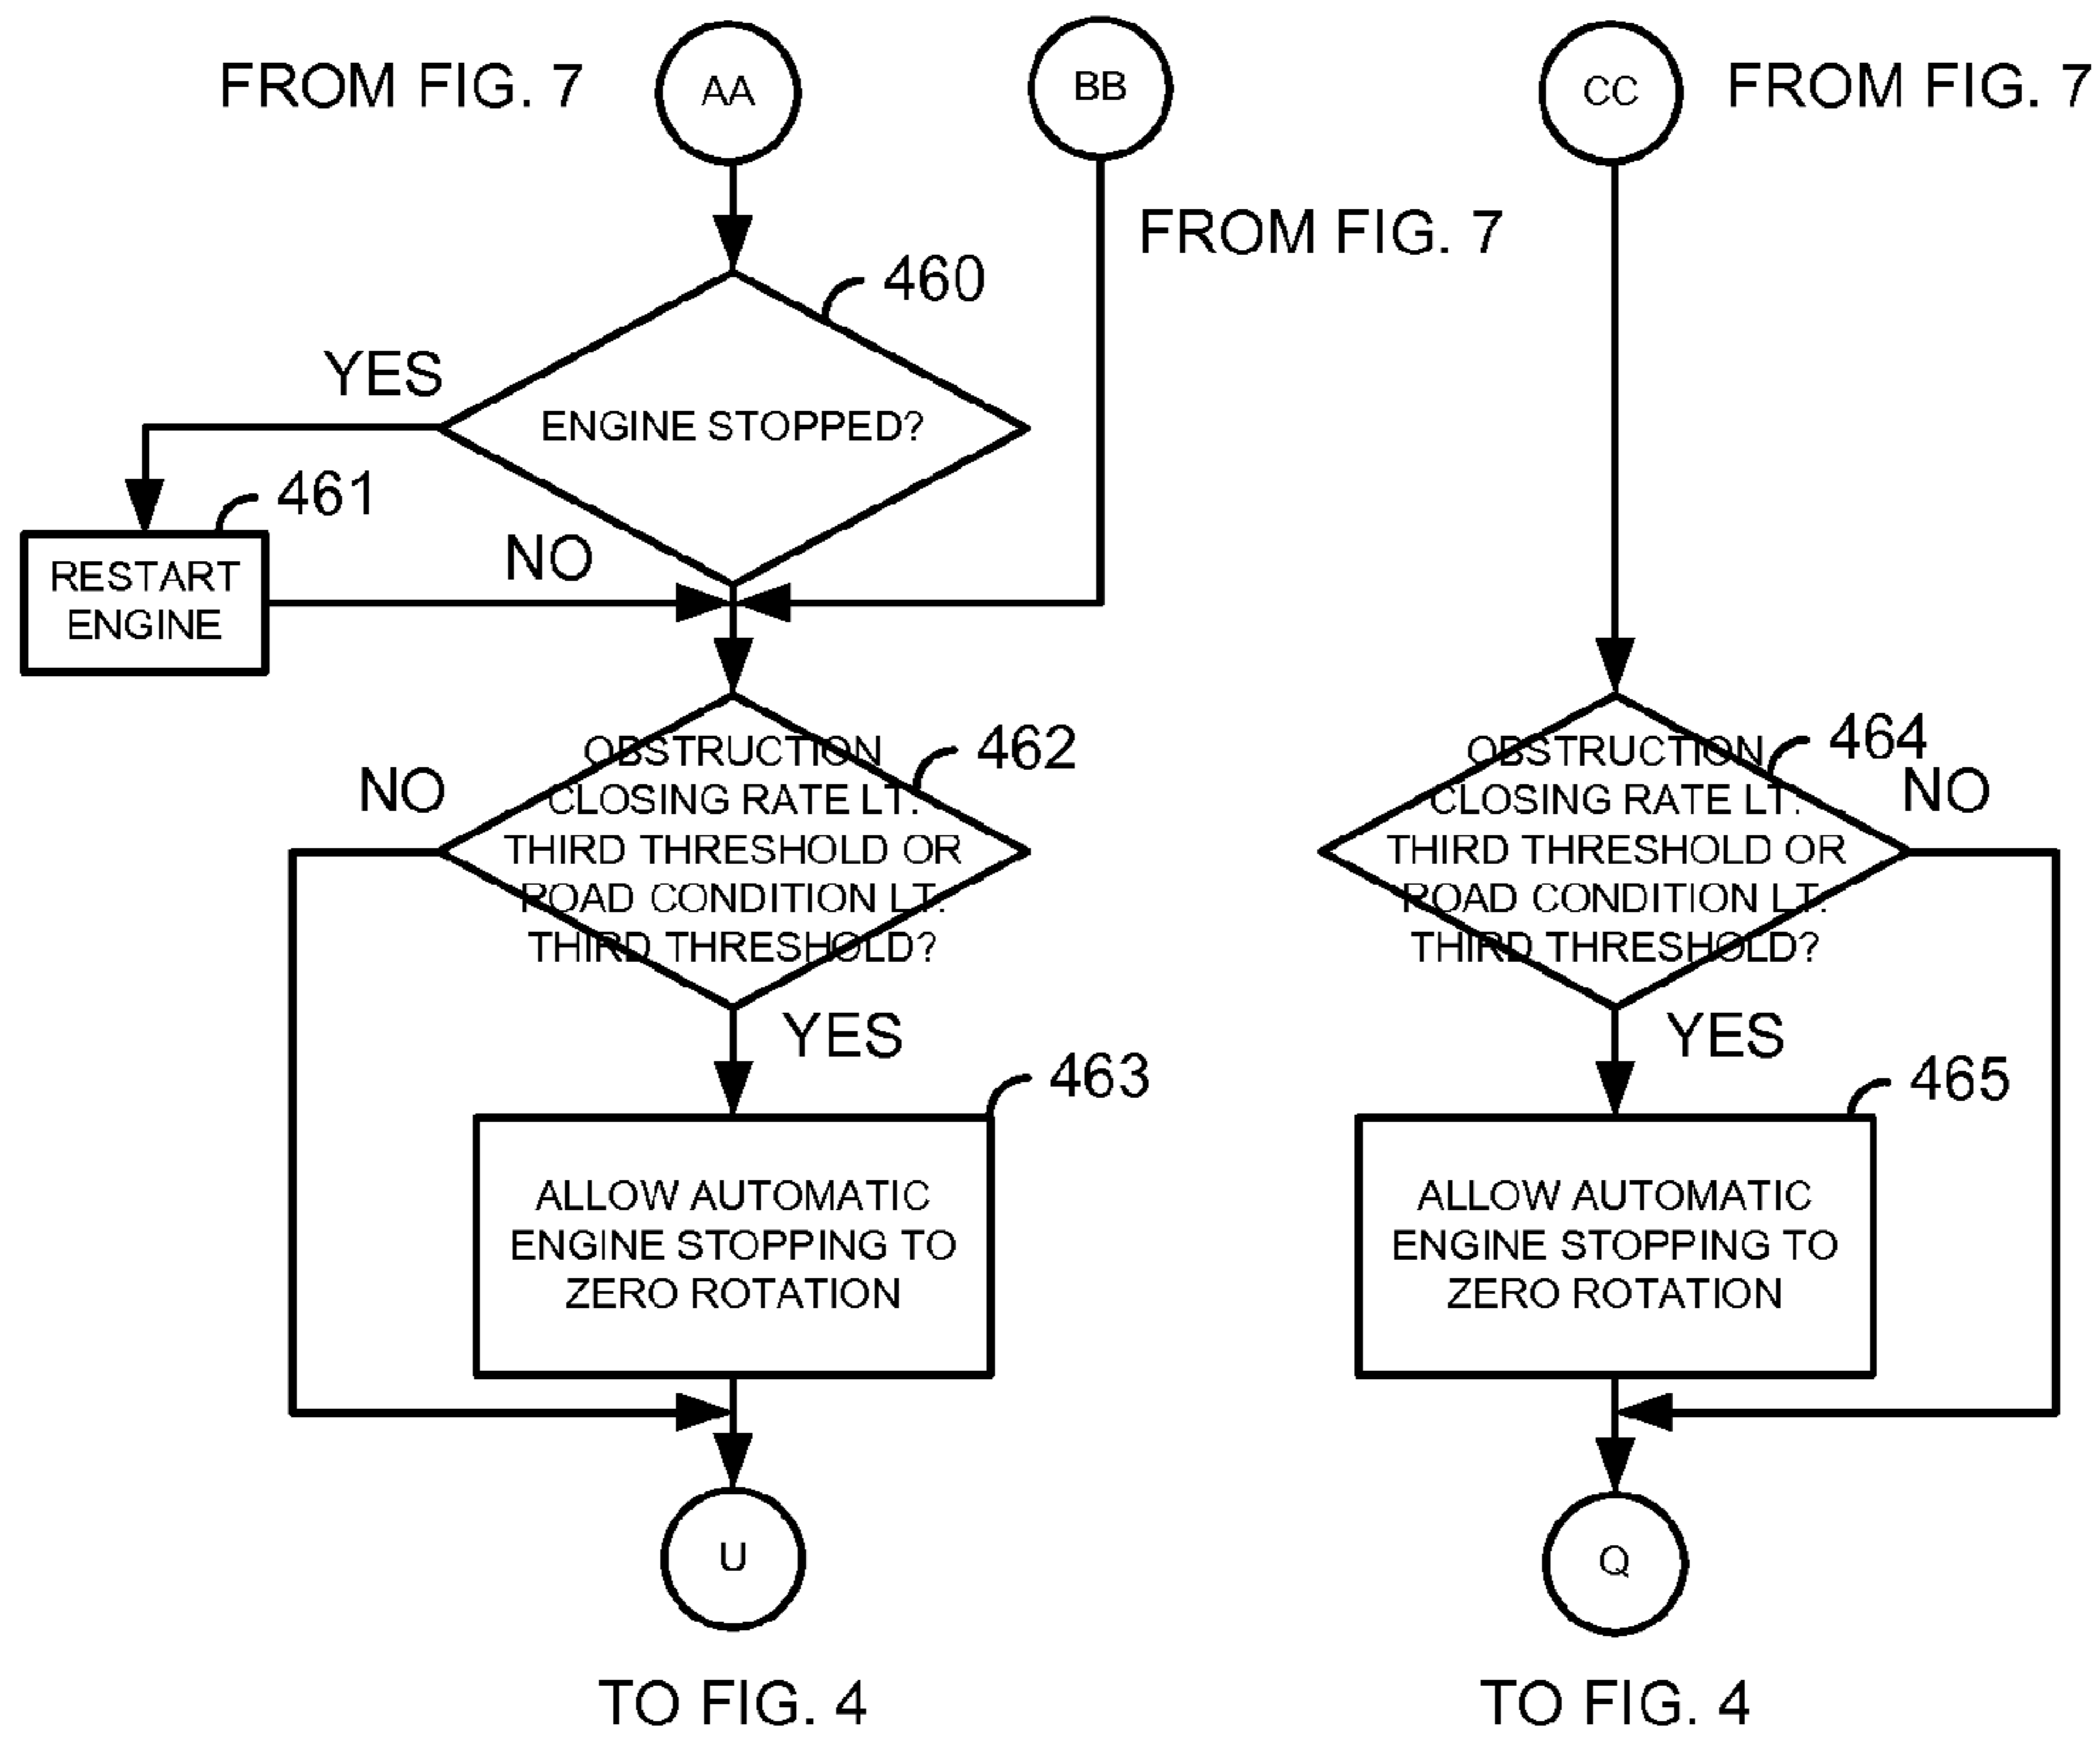 FROM FIG. 7
AA
BB
CC
FROM FIG. 7
FROM FIG. 7
460
YES
ENGINE STOPPED?
461
NO
RESTART
ENGINE
462
NO
OBSTRUCTION
CLOSING RATE LT.
THIRD THRESHOLD OR
ROAD CONDITION LT.
THIRD THRESHOLD?
YES
463
ALLOW AUTOMATIC
ENGINE STOPPING TO
ZERO ROTATION
U
TO FIG. 4
464
NO
OBSTRUCTION
CLOSING RATE LT.
THIRD THRESHOLD OR
ROAD CONDITION LT.
THIRD THRESHOLD?
YES
465
ALLOW AUTOMATIC
ENGINE STOPPING TO
ZERO ROTATION
Q
TO FIG. 4